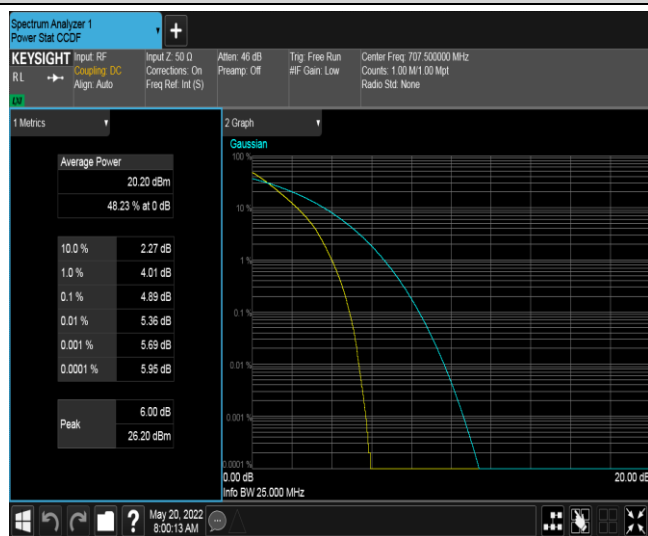 Spectrum Analyzer 1
Power Stat CCDF
+
KEYSIGHT Input: RF Input Z: 50 Ω Atten: 46 dB Trig: Free Run Center Freq: 707.500000 MHz
RL Coupling: DC Corrections: On Preamp: Off #IF Gain: Low Counts: 1.00 M/1.00 Mpt
Align: Auto Freq Ref: Int (S) Radio Std: None
LXI
1 Metrics
Average Power
20.20 dBm
48.23 % at 0 dB
10.0 % 2.27 dB
1.0 % 4.01 dB
0.1 % 4.89 dB
0.01 % 5.36 dB
0.001 % 5.69 dB
0.0001 % 5.95 dB
Peak 6.00 dB
26.20 dBm
2 Graph
Gaussian
100 %
10 %
1 %
0.1 %
0.01 %
0.001 %
0.0001 %
0.00 dB 20.00 dB
Info BW 25.000 MHz
? May 20, 2022
8:00:13 AM